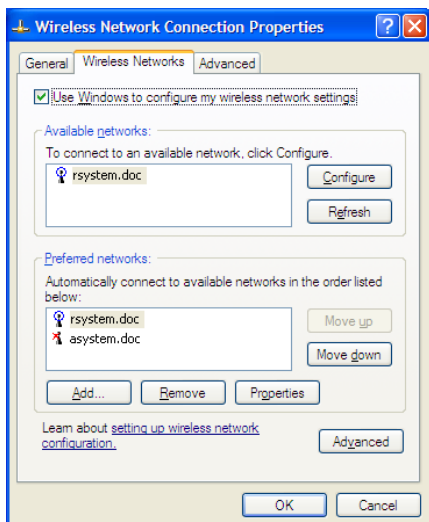 Wireless Network Connection Properties
General Wireless Networks Advanced
Use Windows to configure my wireless network settings
Available networks:
To connect to an available network, click Configure.
rsystem.doc
Configure
Refresh
Preferred networks:
Automatically connect to available networks in the order listed
below:
rsystem.doc
asystem.doc
Move up
Move down
Add... Remove Properties
Learn about setting up wireless network
configuration.
Advanced
OK Cancel